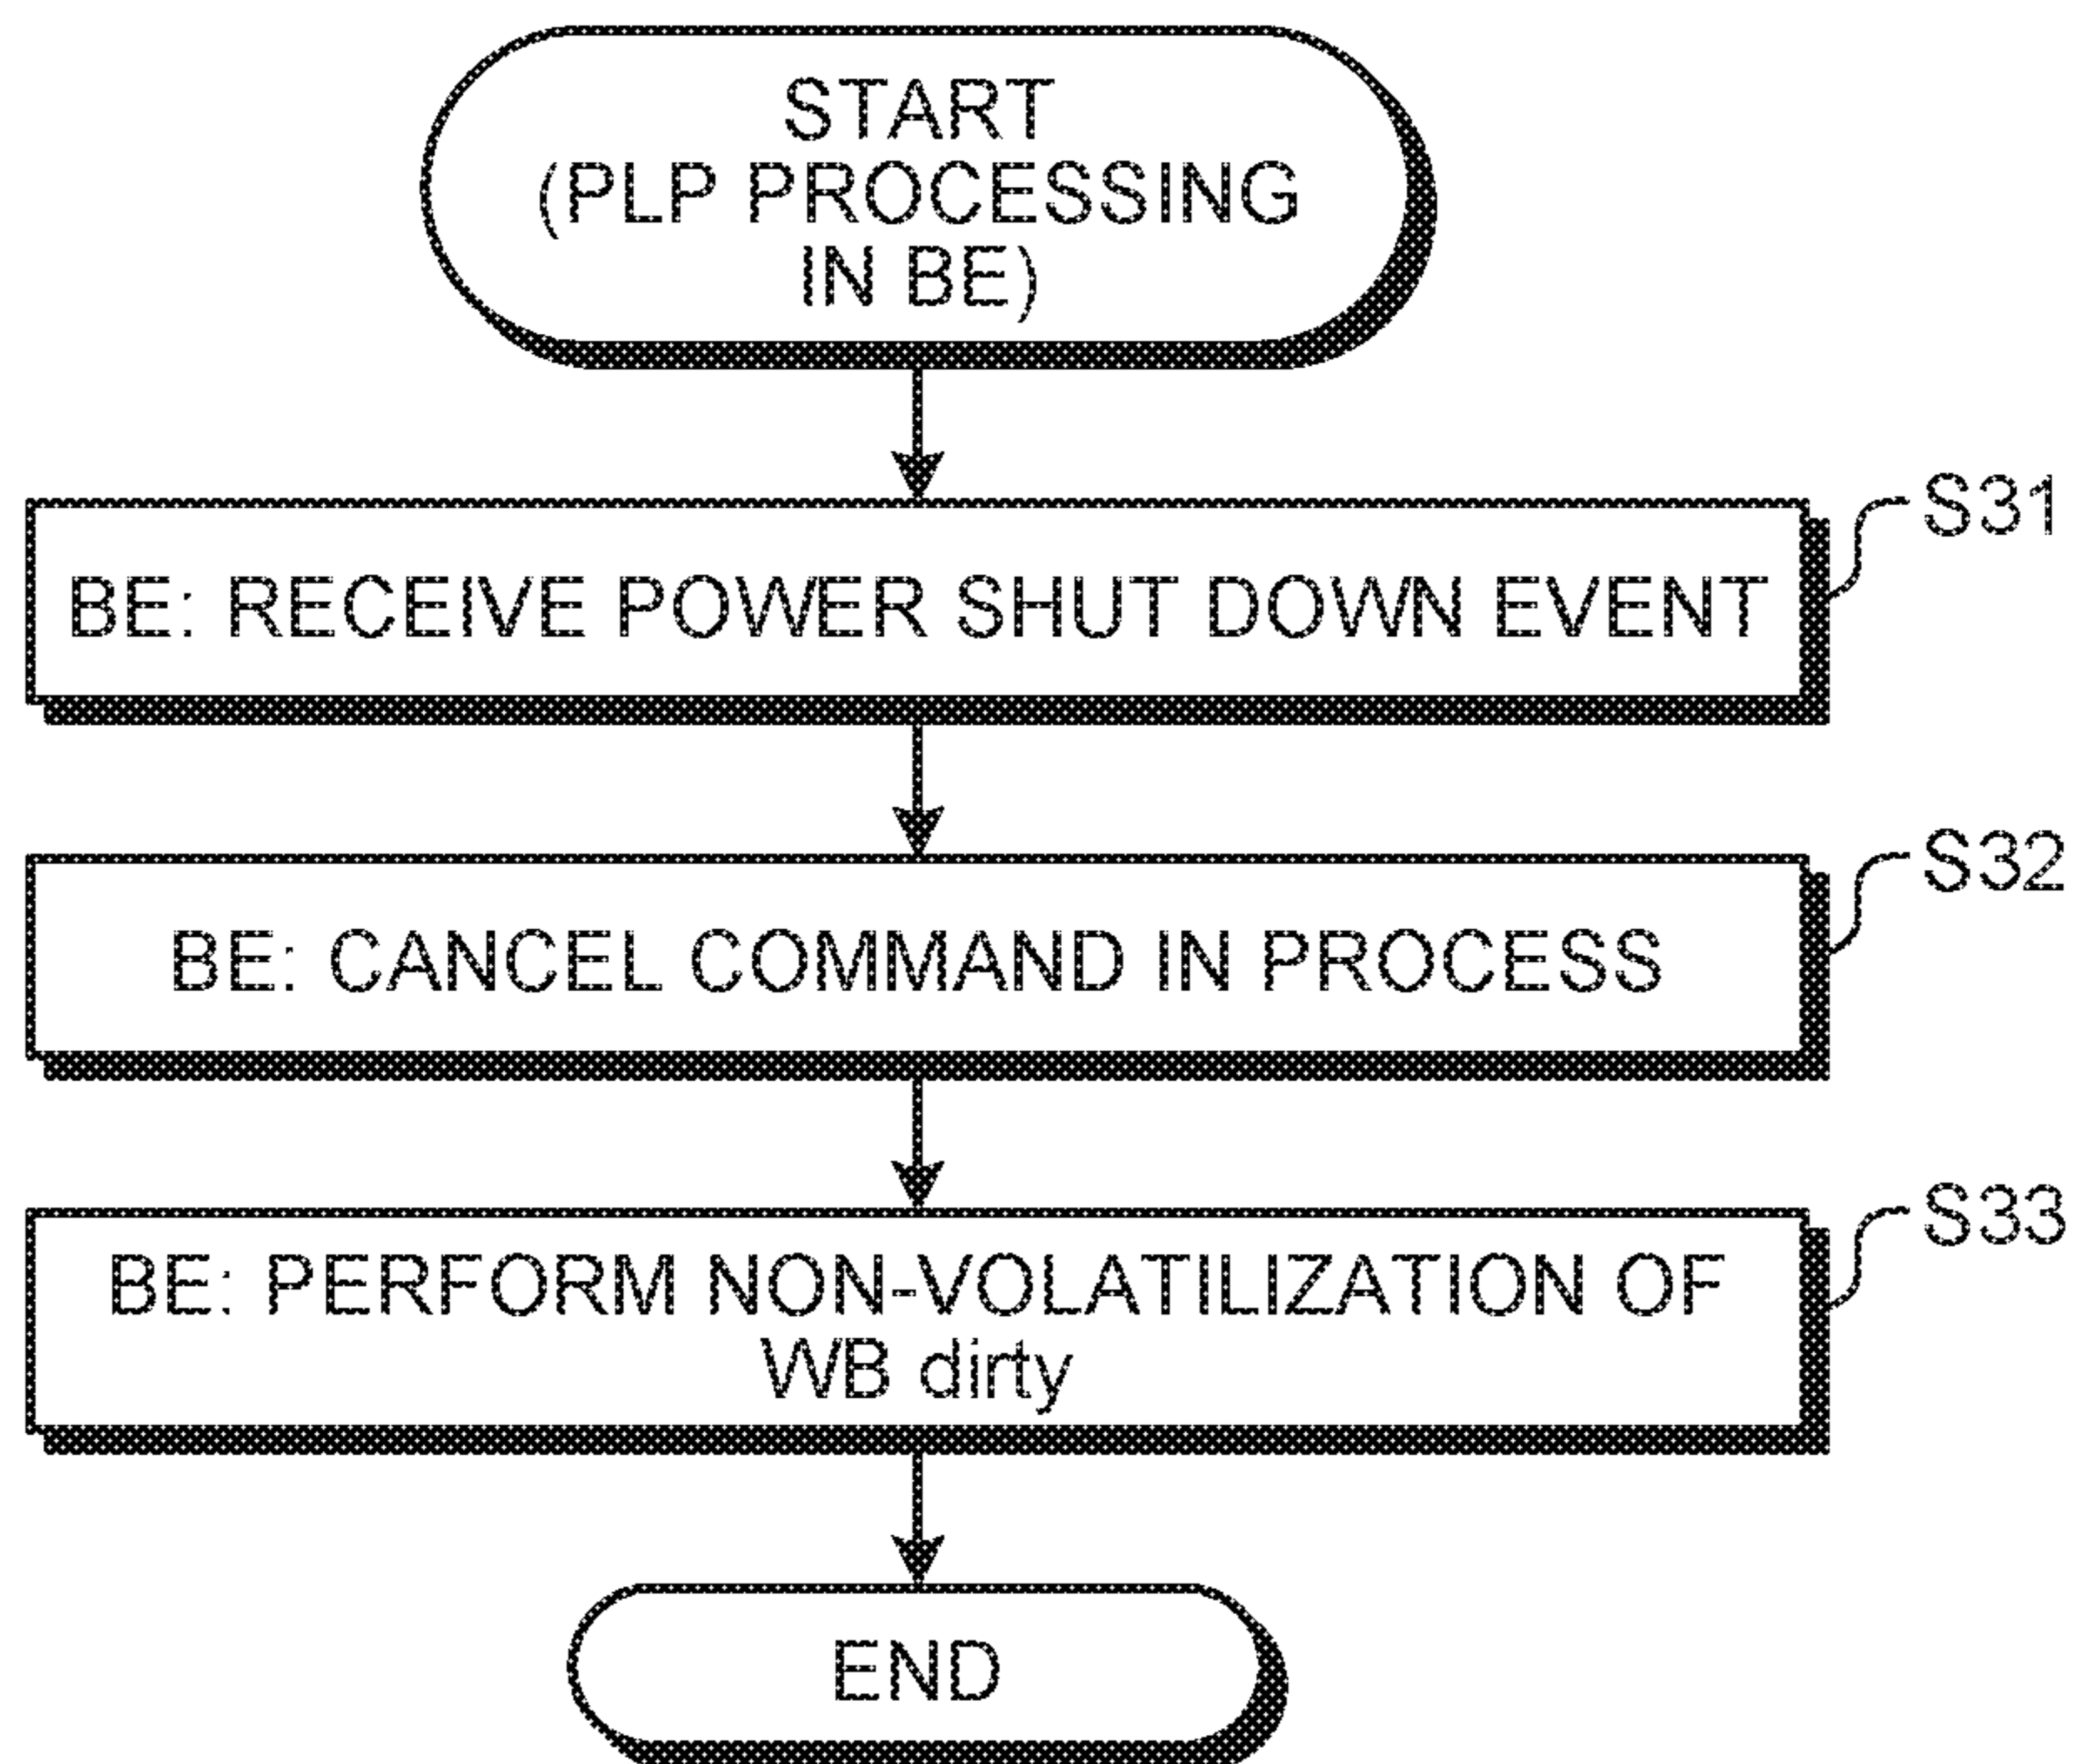 START
(PLP PROCESSING
IN BE)
S31
BE: RECEIVE POWER SHUT DOWN EVENT
S32
BE: CANCEL COMMAND IN PROCESS
S33
BE: PERFORM NON-VOLATILIZATION OF
WB dirty
END